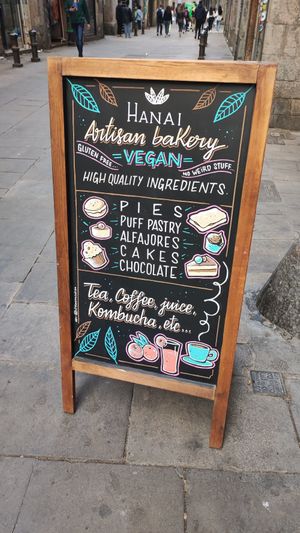 HANAI
Artisan baKery
GLUTEN FREE...
VEGAN
NO WEIRD STUFF.
HIGH QUALITY INGREDIENTS.
PIES
PUFF PASTRY
ALFAJORES
CAKES
CHOCOLATE
Tea, Coffee, juice,
Kombucha, etc...